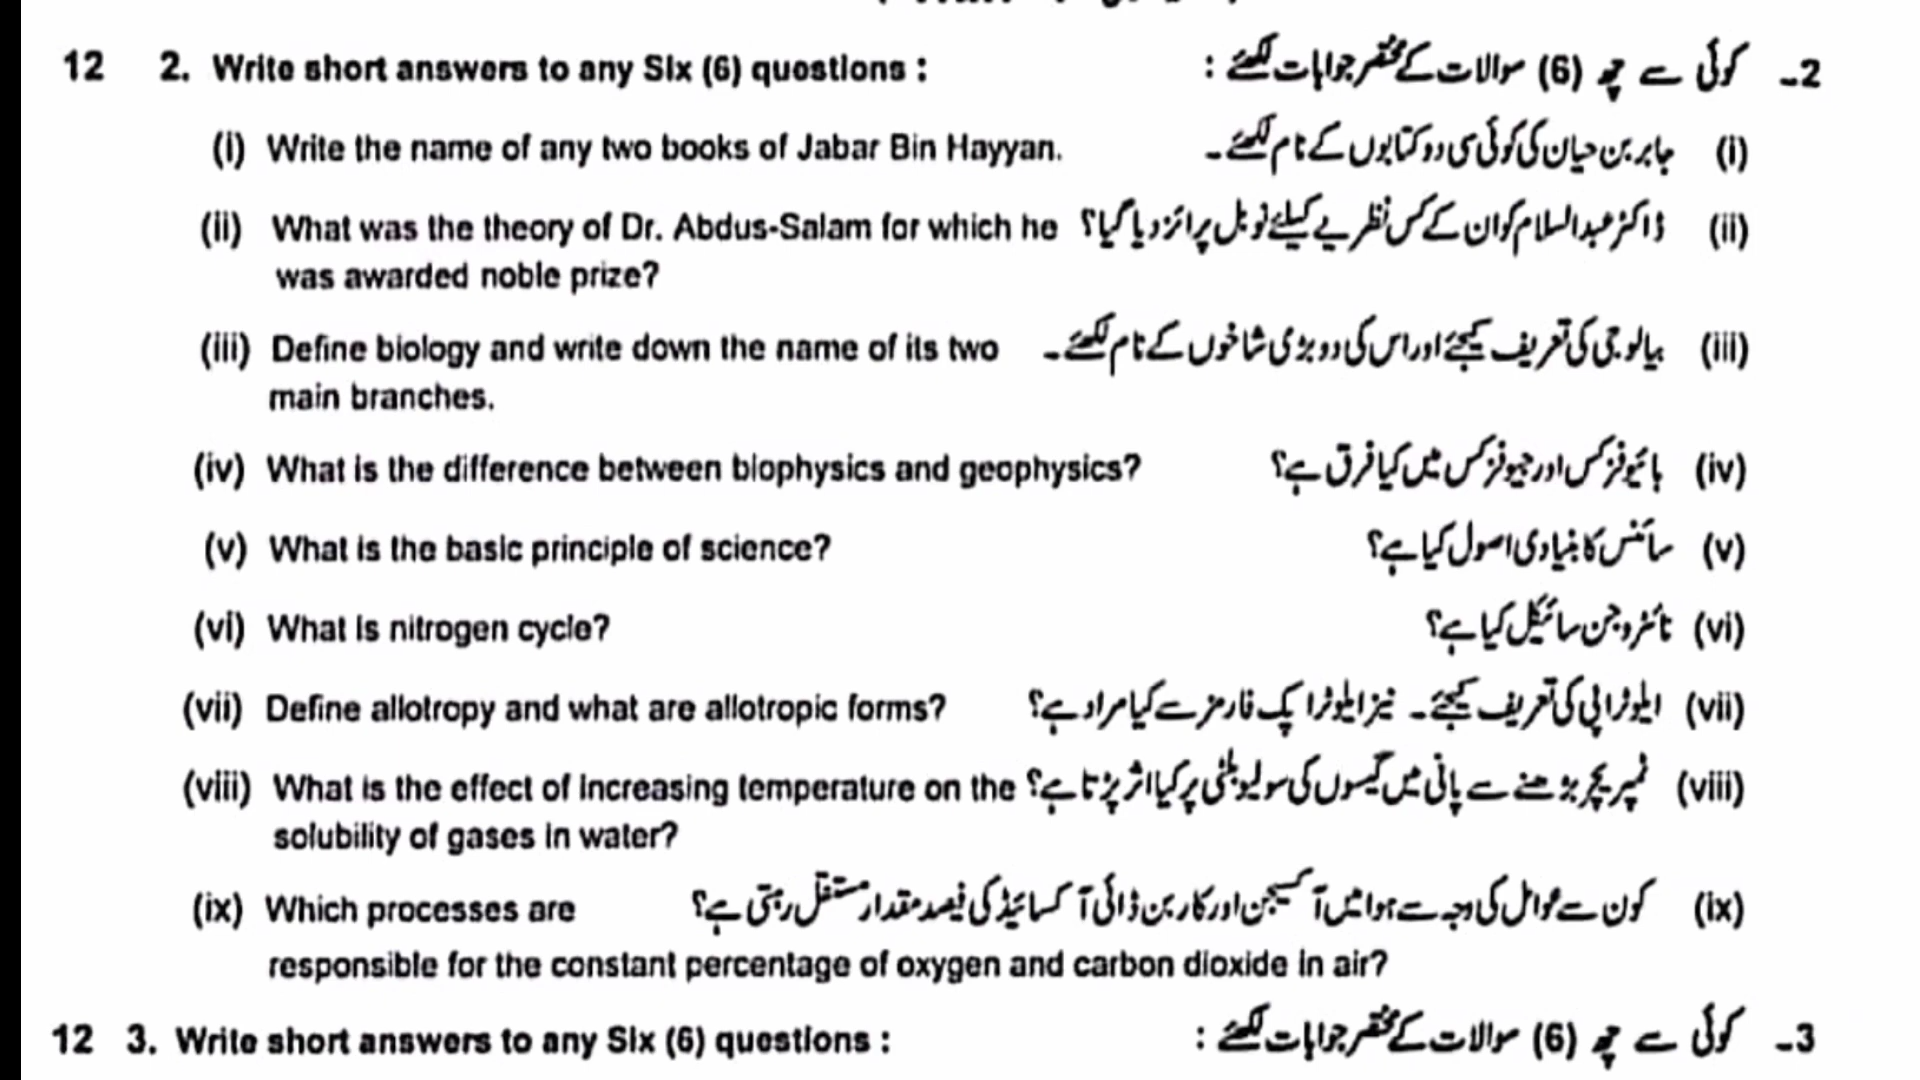 12 2. Write short answers to any Six (6) questions : 2۔ کوئی سے چھ (6) سوالات کے مختصر جوابات لکھئے :
(i) Write the name of any two books of Jabar Bin Hayyan. (i) جابر بن حیان کی کوئی سی دو کتابوں کے نام لکھئے۔
(ii) What was the theory of Dr. Abdus-Salam for which he (ii) ڈاکٹر عبدالسلام کو ان کے کس نظریے کیلئے نوبل پرائز دیا گیا؟
was awarded noble prize?
(iii) Define biology and write down the name of its two (iii) بیالوجی کی تعریف کیجئے اور اس کی دو بڑی شاخوں کے نام لکھئے۔
main branches.
(iv) What is the difference between biophysics and geophysics? (iv) بائیوفزکس اور جیوفزکس میں کیا فرق ہے؟
(v) What is the basic principle of science? (v) سائنس کا بنیادی اصول کیا ہے؟
(vi) What is nitrogen cycle? (vi) نائٹروجن سائیکل کیا ہے؟
(vii) Define allotropy and what are allotropic forms? (vii) ایلوٹراپی کی تعریف کیجئے۔ نیز ایلوٹراپک فارمز سے کیا مراد ہے؟
(viii) What is the effect of increasing temperature on the (viii) ٹمپریچر بڑھنے سے پانی میں گیسوں کی سولیوبلٹی پر کیا اثر پڑتا ہے؟
solubility of gases in water?
(ix) Which processes are (ix) کون سے عوامل کی وجہ سے ہوا میں آکسیجن اور کاربن ڈائی آکسائیڈ کی فیصد مقدار مستقل رہتی ہے؟
responsible for the constant percentage of oxygen and carbon dioxide in air?
12 3. Write short answers to any Six (6) questions : 3۔ کوئی سے چھ (6) سوالات کے مختصر جوابات لکھئے :